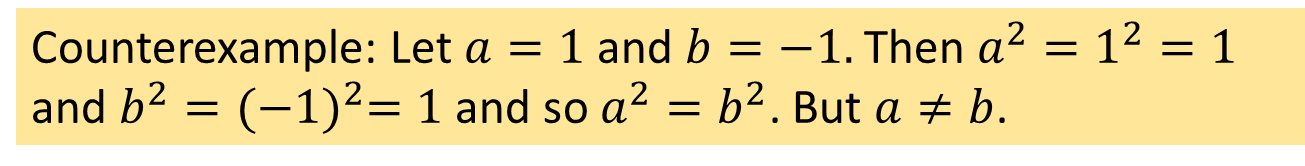 Counterexample: Let 𝑎 = 1 and 𝑏 = −1. Then 𝑎² = 1² = 1
and 𝑏² = (−1)²= 1 and so 𝑎² = 𝑏². But 𝑎 ≠ 𝑏.